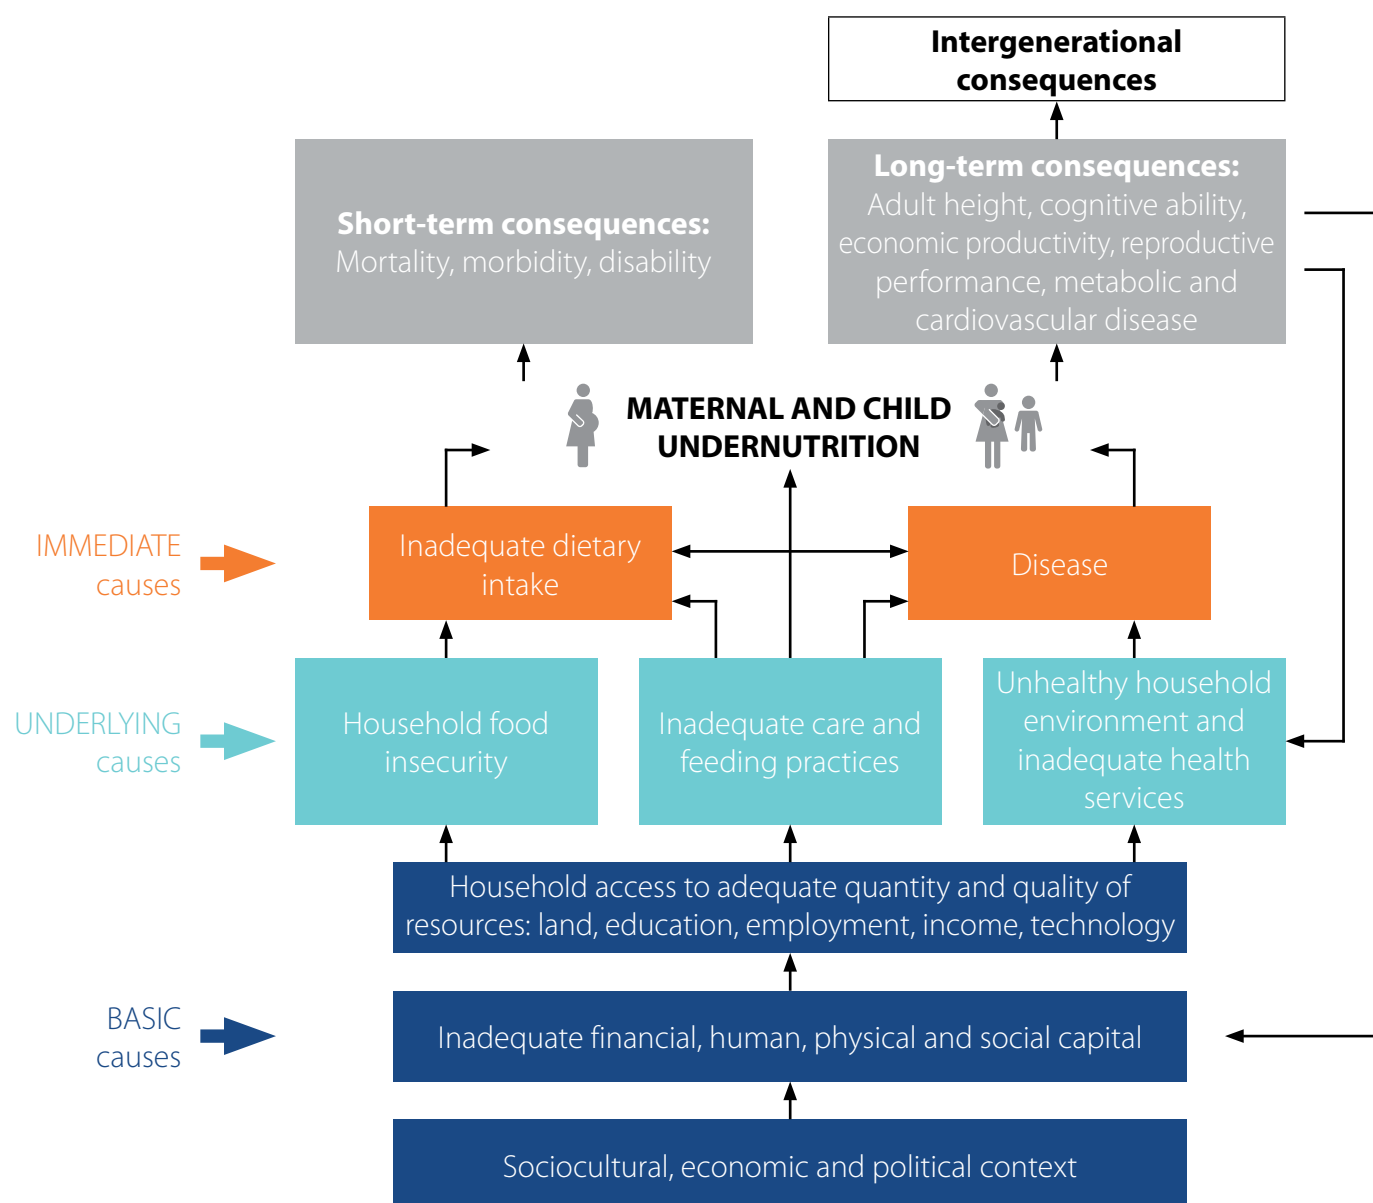 Intergenerational
consequences
Short-term consequences:
Mortality, morbidity, disability
Long-term consequences:
Adult height, cognitive ability,
economic productivity, reproductive
performance, metabolic and
cardiovascular disease
MATERNAL AND CHILD
UNDERNUTRITION
IMMEDIATE
causes
Inadequate dietary
intake
Disease
UNDERLYING
causes
Household food
insecurity
Inadequate care and
feeding practices
Unhealthy household
environment and
inadequate health
services
Household access to adequate quantity and quality of
resources: land, education, employment, income, technology
BASIC
causes
Inadequate financial, human, physical and social capital
Sociocultural, economic and political context